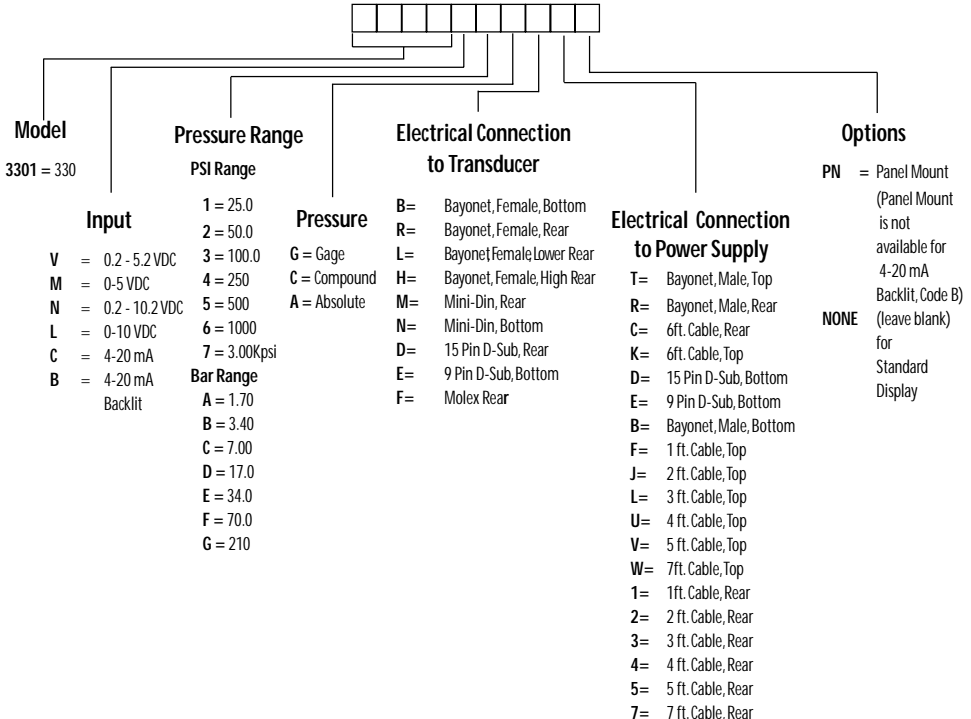 Model
3301 = 330
Input
V = 0.2 - 5.2 VDC
M = 0-5 VDC
N = 0.2 - 10.2 VDC
L = 0-10 VDC
C = 4-20 mA
B = 4-20 mA
Backlit
Pressure Range
PSI Range
1 = 25.0
2 = 50.0
3 = 100.0
4 = 250
5 = 500
6 = 1000
7 = 3.00Kpsi
Bar Range
A = 1.70
B = 3.40
C = 7.00
D = 17.0
E = 34.0
F = 70.0
G = 210
Pressure
G = Gage
C = Compound
A = Absolute
Electrical Connection
to Transducer
B= Bayonet, Female, Bottom
R= Bayonet, Female, Rear
L= Bayonet, Female, Lower Rear
H= Bayonet, Female, High Rear
M= Mini-Din, Rear
N= Mini-Din, Bottom
D= 15 Pin D-Sub, Rear
E= 9 Pin D-Sub, Bottom
F= Molex Rear
Electrical Connection
to Power Supply
T= Bayonet, Male, Top
R= Bayonet, Male, Rear
C= 6ft. Cable, Rear
K= 6ft. Cable, Top
D= 15 Pin D-Sub, Bottom
E= 9 Pin D-Sub, Bottom
B= Bayonet, Male, Bottom
F= 1 ft. Cable, Top
J= 2 ft. Cable, Top
L= 3 ft. Cable, Top
U= 4 ft. Cable, Top
V= 5 ft. Cable, Top
W= 7ft. Cable, Top
1= 1ft. Cable, Rear
2= 2 ft. Cable, Rear
3= 3 ft. Cable, Rear
4= 4 ft. Cable, Rear
5= 5 ft. Cable, Rear
7= 7 ft. Cable, Rear
Options
PN = Panel Mount
(Panel Mount
is not
available for
4-20 mA
Backlit, Code B)
NONE (leave blank)
for
Standard
Display